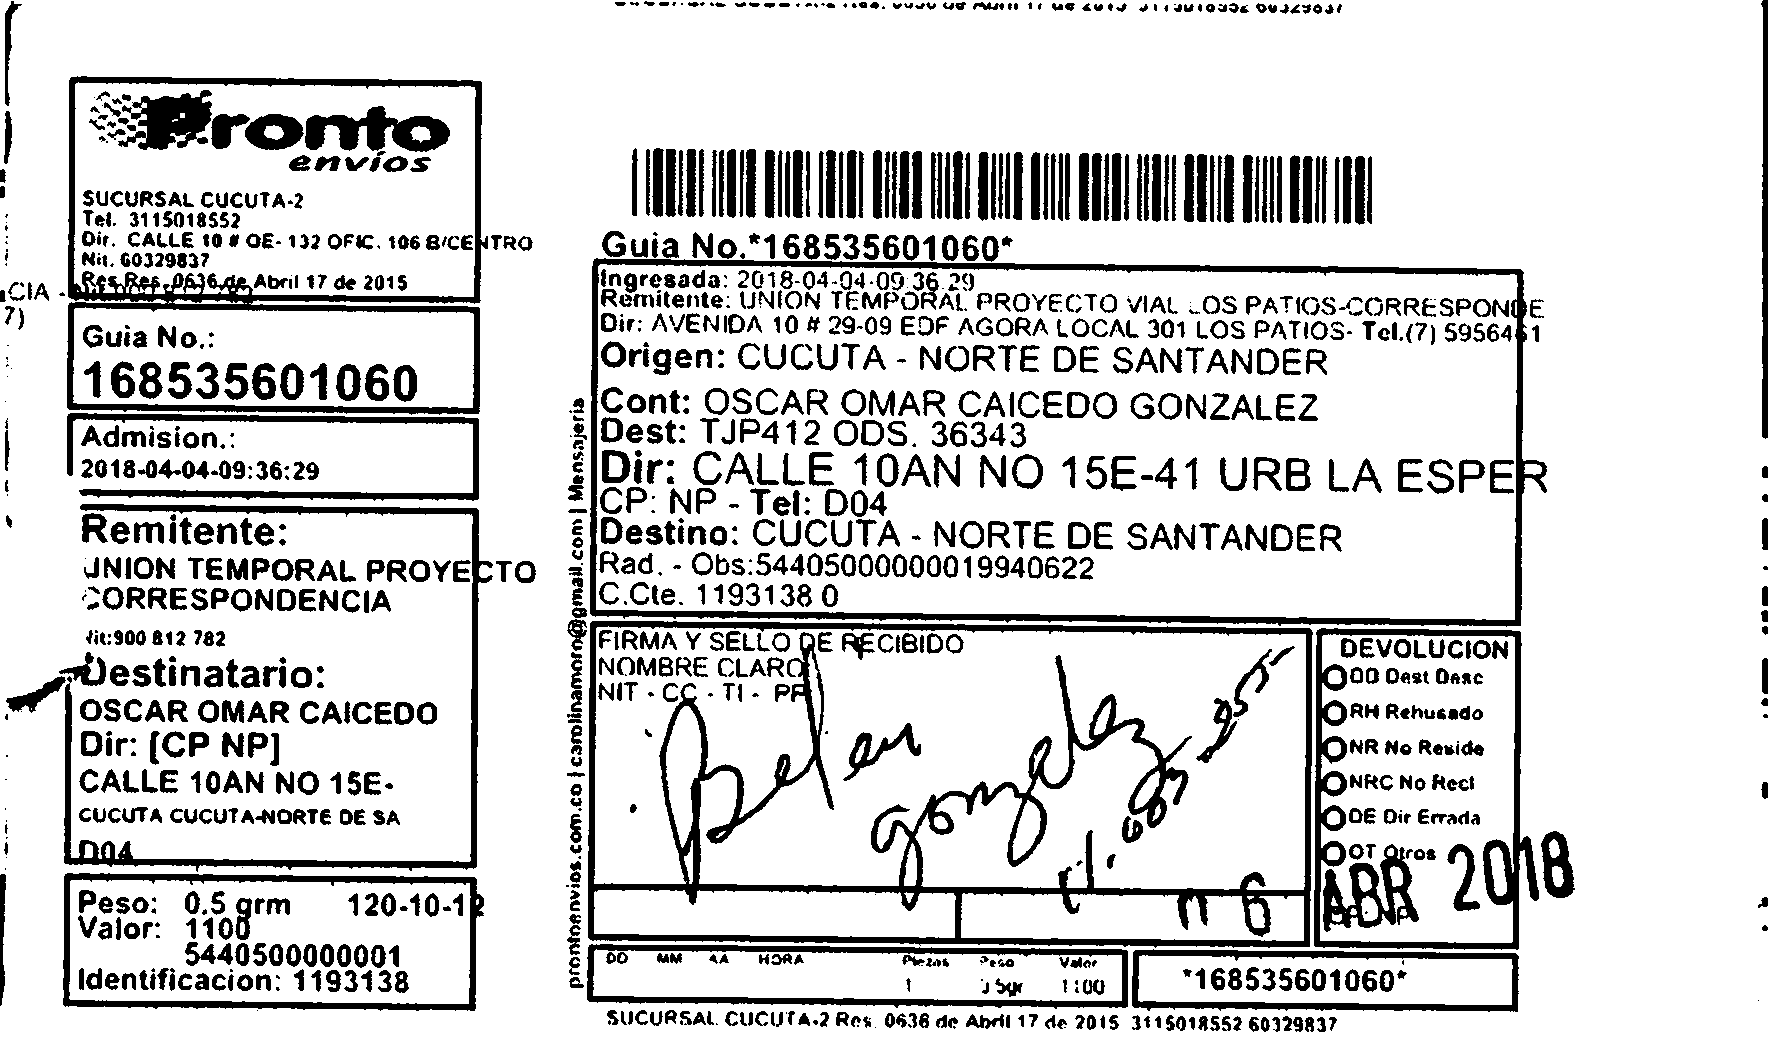 Pronto
envíos
SUCURSAL CUCUTA-2
Tel. 3115018552
Dir. CALLE 10 # OE- 132 OFIC. 106 B/CENTRO
Nit. 60329837
Res Res. 0636 de Abril 17 de 2015
CIA -
7)
Guia No.:
168535601060
Admision.:
2018-04-04-09:36:29
Remitente:
UNION TEMPORAL PROYECTO
CORRESPONDENCIA
Nit:900 812 782
Destinatario:
OSCAR OMAR CAICEDO
Dir: [CP NP]
CALLE 10AN NO 15E-
CUCUTA CUCUTA-NORTE DE SA
D04
Peso: 0.5 grm 120-10-12
Valor: 1100
5440500000001
Identificacion: 1193138
prontoenvios.com.co | carolinamoro@gmail.com | Mensajeria
Guia No.*168535601060*
Ingresada: 2018-04-04-09:36:29
Remitente: UNION TEMPORAL PROYECTO VIAL LOS PATIOS-CORRESPONDE
Dir: AVENIDA 10 # 29-09 EDF AGORA LOCAL 301 LOS PATIOS- Tel.(7) 5956461
Origen: CUCUTA - NORTE DE SANTANDER
Cont: OSCAR OMAR CAICEDO GONZALEZ
Dest: TJP412 ODS. 36343
Dir: CALLE 10AN NO 15E-41 URB LA ESPER
CP: NP - Tel: D04
Destino: CUCUTA - NORTE DE SANTANDER
Rad. - Obs:54405000000019940622
C.Cte. 1193138 0
FIRMA Y SELLO DE RECIBIDO
NOMBRE CLARO
NIT - CC - TI - PP
Belen
gonzalez
6 ABR 2018
DEVOLUCION
DD Dest Desc
RH Rehusado
NR No Reside
NRC No Recl
DE Dir Errada
OT Otros
DD MM AA HORA Piezas Peso Valor
1 0.5gr 1100
*168535601060*
SUCURSAL CUCUTA-2 Res. 0636 de Abril 17 de 2015 3115018552 60329837